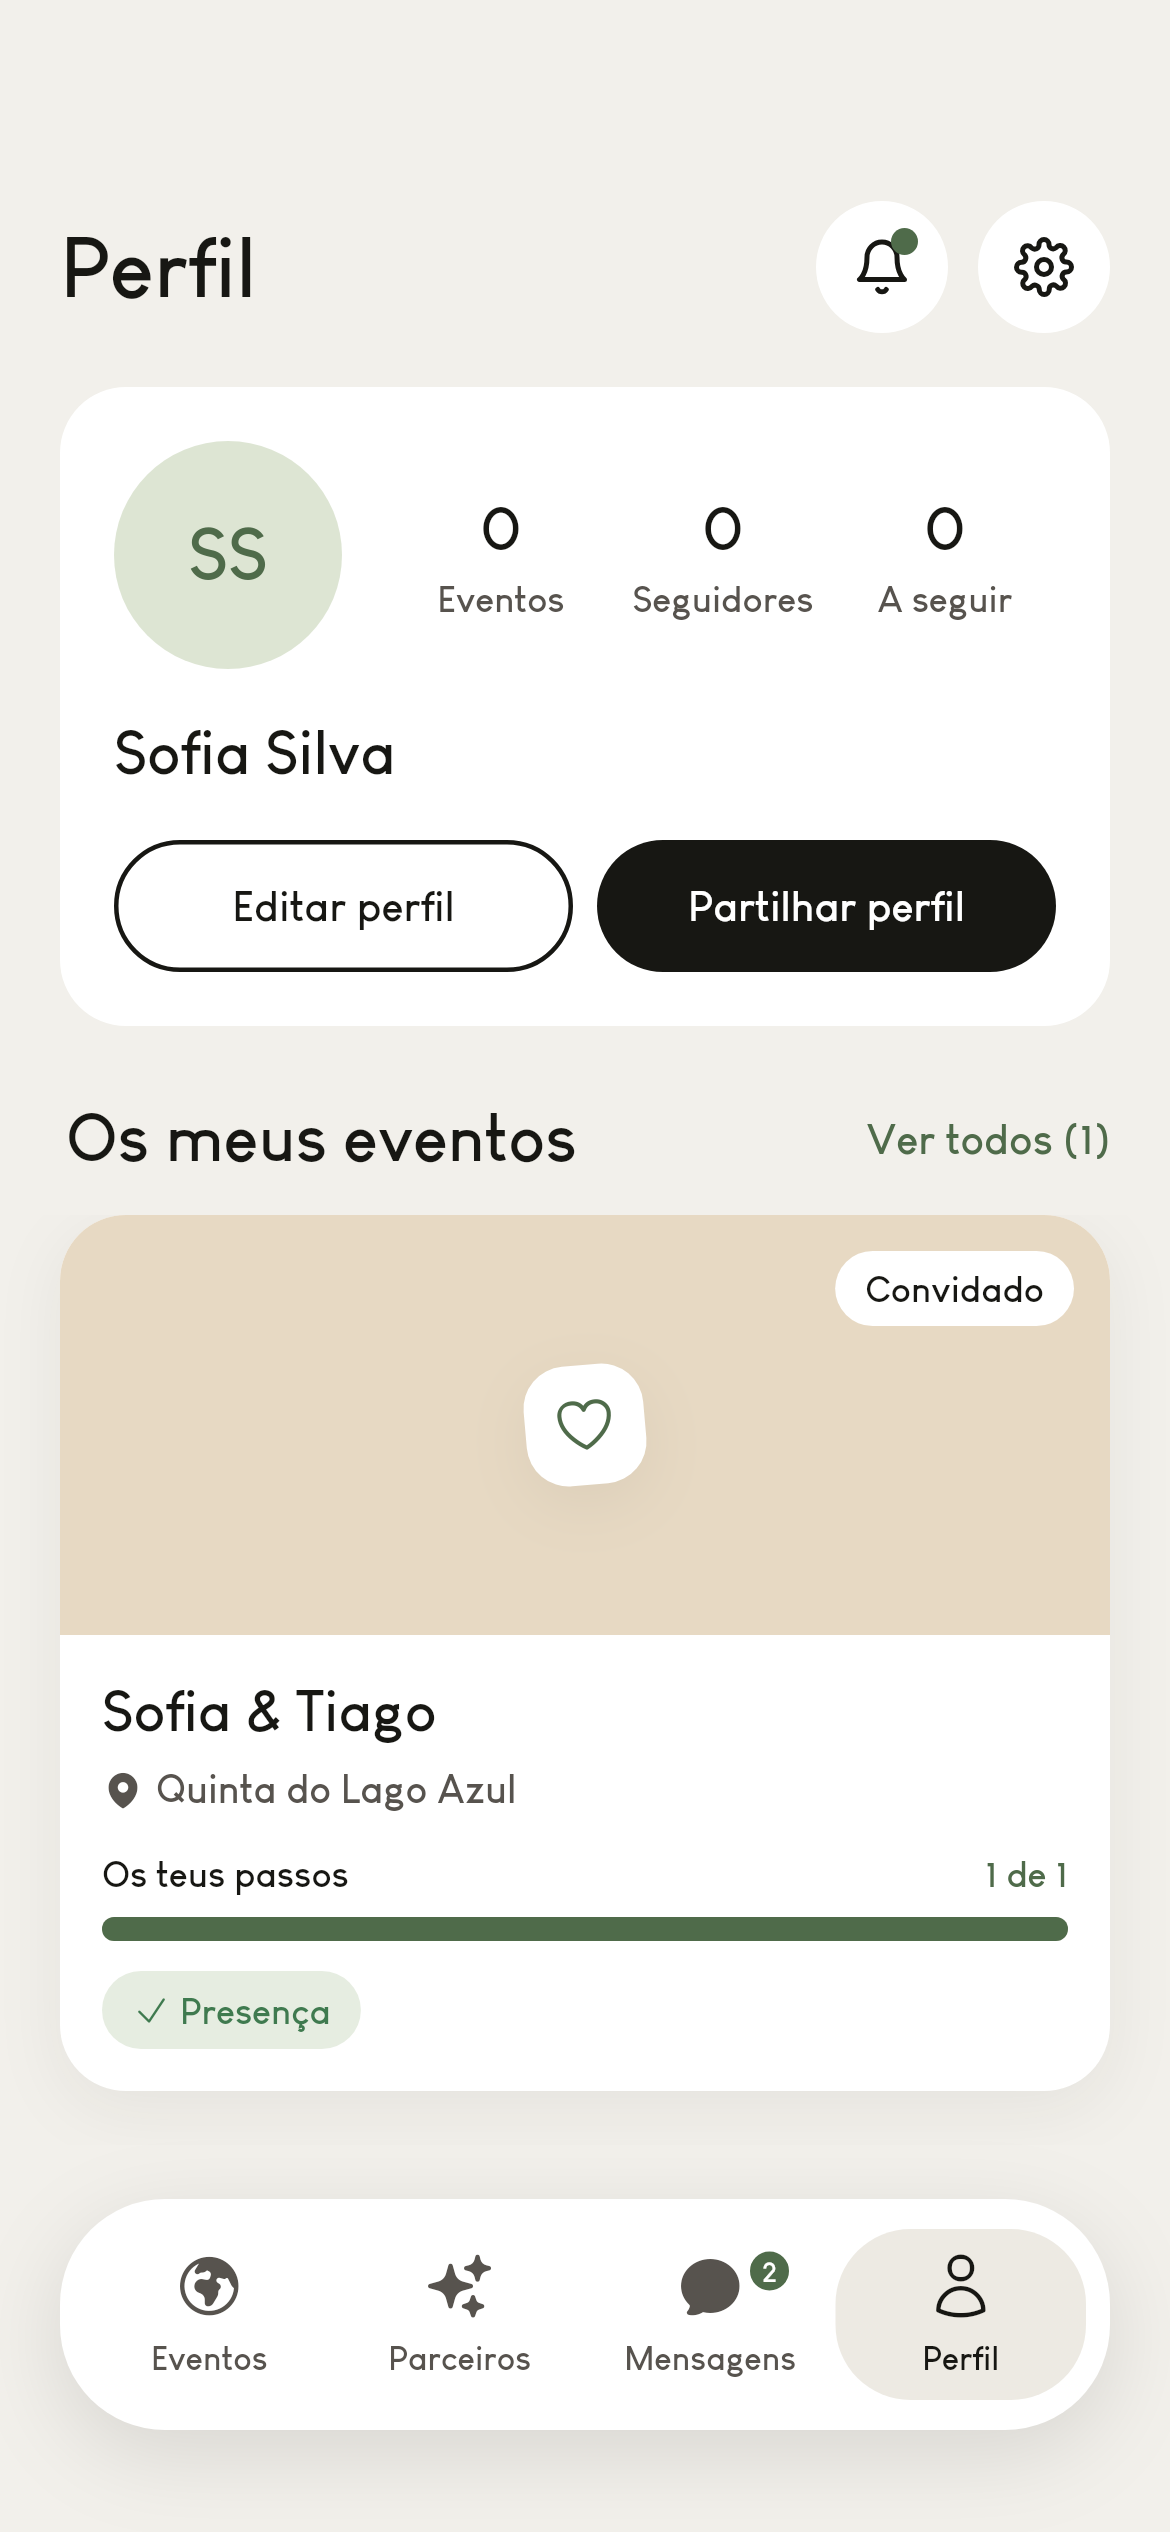 Perfil
SS
0 0 0
Eventos Seguidores A seguir
Sofia Silva
Editar perfil Partilhar perfil
Os meus eventos Ver todos (1)
Convidado
Sofia & Tiago
Quinta do Lago Azul
Os teus passos 1 de 1
Presença
2
Eventos Parceiros Mensagens Perfil